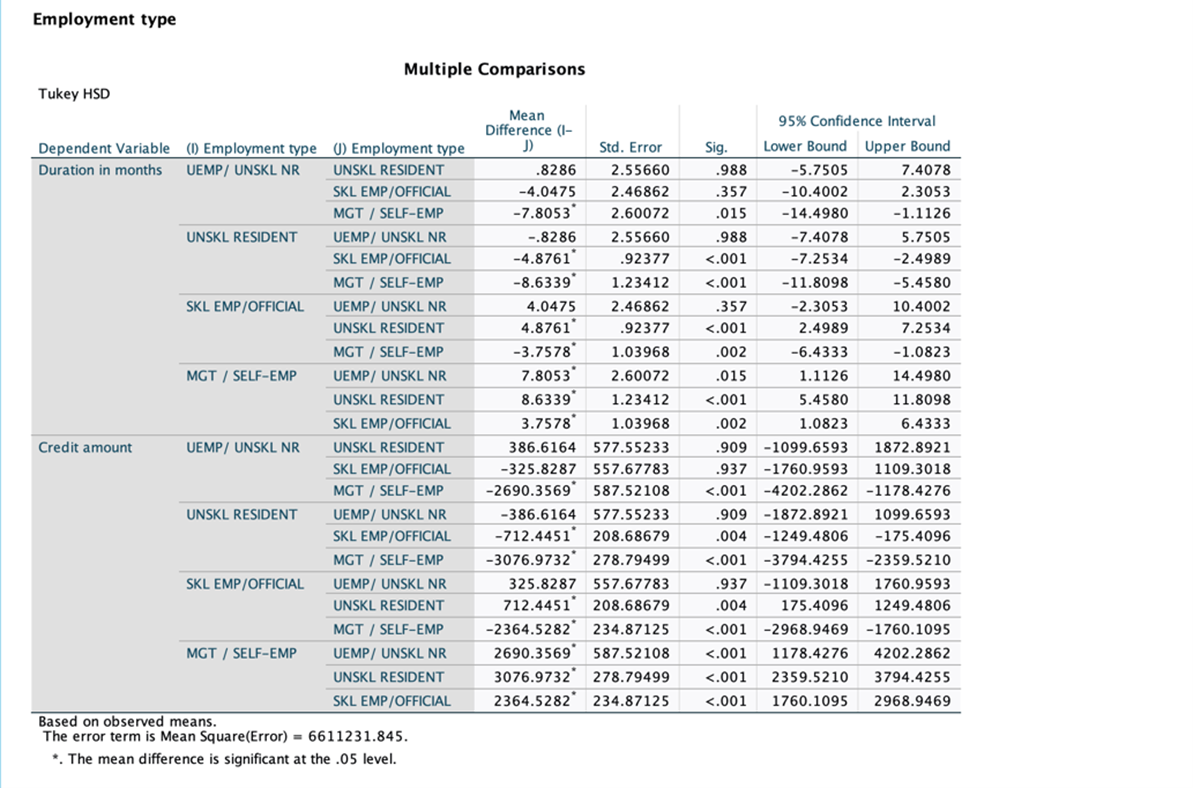 Employment type
Multiple Comparisons
Tukey HSD
Mean
Difference (I-
95% Confidence Interval
Dependent Variable (I) Employment type (J) Employment type J) Std. Error Sig. Lower Bound Upper Bound
Duration in months UEMP/ UNSKL NR UNSKL RESIDENT .8286 2.55660 .988 -5.7505 7.4078
SKL EMP/OFFICIAL -4.0475 2.46862 .357 -10.4002 2.3053
MGT / SELF-EMP -7.8053* 2.60072 .015 -14.4980 -1.1126
UNSKL RESIDENT UEMP/ UNSKL NR -.8286 2.55660 .988 -7.4078 5.7505
SKL EMP/OFFICIAL -4.8761* .92377 <.001 -7.2534 -2.4989
MGT / SELF-EMP -8.6339* 1.23412 <.001 -11.8098 -5.4580
SKL EMP/OFFICIAL UEMP/ UNSKL NR 4.0475 2.46862 .357 -2.3053 10.4002
UNSKL RESIDENT 4.8761* .92377 <.001 2.4989 7.2534
MGT / SELF-EMP -3.7578* 1.03968 .002 -6.4333 -1.0823
MGT / SELF-EMP UEMP/ UNSKL NR 7.8053* 2.60072 .015 1.1126 14.4980
UNSKL RESIDENT 8.6339* 1.23412 <.001 5.4580 11.8098
SKL EMP/OFFICIAL 3.7578* 1.03968 .002 1.0823 6.4333
Credit amount UEMP/ UNSKL NR UNSKL RESIDENT 386.6164 577.55233 .909 -1099.6593 1872.8921
SKL EMP/OFFICIAL -325.8287 557.67783 .937 -1760.9593 1109.3018
MGT / SELF-EMP -2690.3569* 587.52108 <.001 -4202.2862 -1178.4276
UNSKL RESIDENT UEMP/ UNSKL NR -386.6164 577.55233 .909 -1872.8921 1099.6593
SKL EMP/OFFICIAL -712.4451* 208.68679 .004 -1249.4806 -175.4096
MGT / SELF-EMP -3076.9732* 278.79499 <.001 -3794.4255 -2359.5210
SKL EMP/OFFICIAL UEMP/ UNSKL NR 325.8287 557.67783 .937 -1109.3018 1760.9593
UNSKL RESIDENT 712.4451* 208.68679 .004 175.4096 1249.4806
MGT / SELF-EMP -2364.5282* 234.87125 <.001 -2968.9469 -1760.1095
MGT / SELF-EMP UEMP/ UNSKL NR 2690.3569* 587.52108 <.001 1178.4276 4202.2862
UNSKL RESIDENT 3076.9732* 278.79499 <.001 2359.5210 3794.4255
SKL EMP/OFFICIAL 2364.5282* 234.87125 <.001 1760.1095 2968.9469
Based on observed means.
The error term is Mean Square(Error) = 6611231.845.
*. The mean difference is significant at the .05 level.